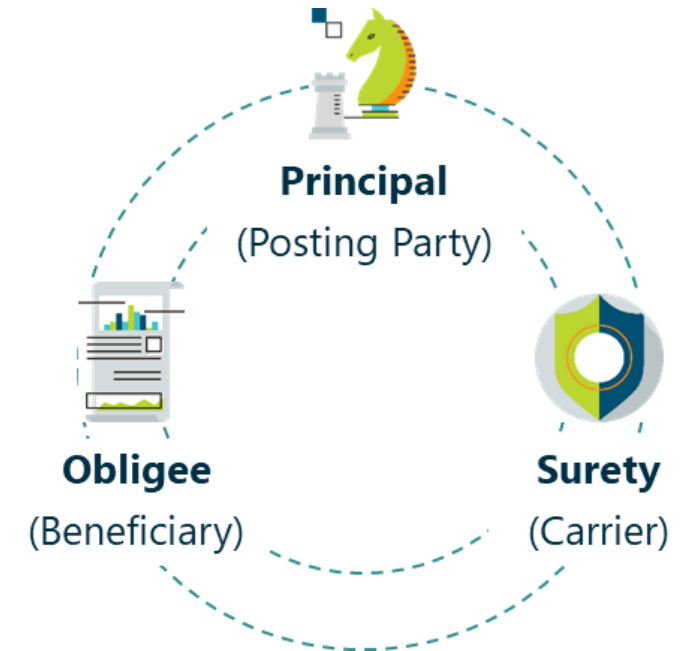 Principal
(Posting Party)
Obligee
(Beneficiary)
Surety
(Carrier)